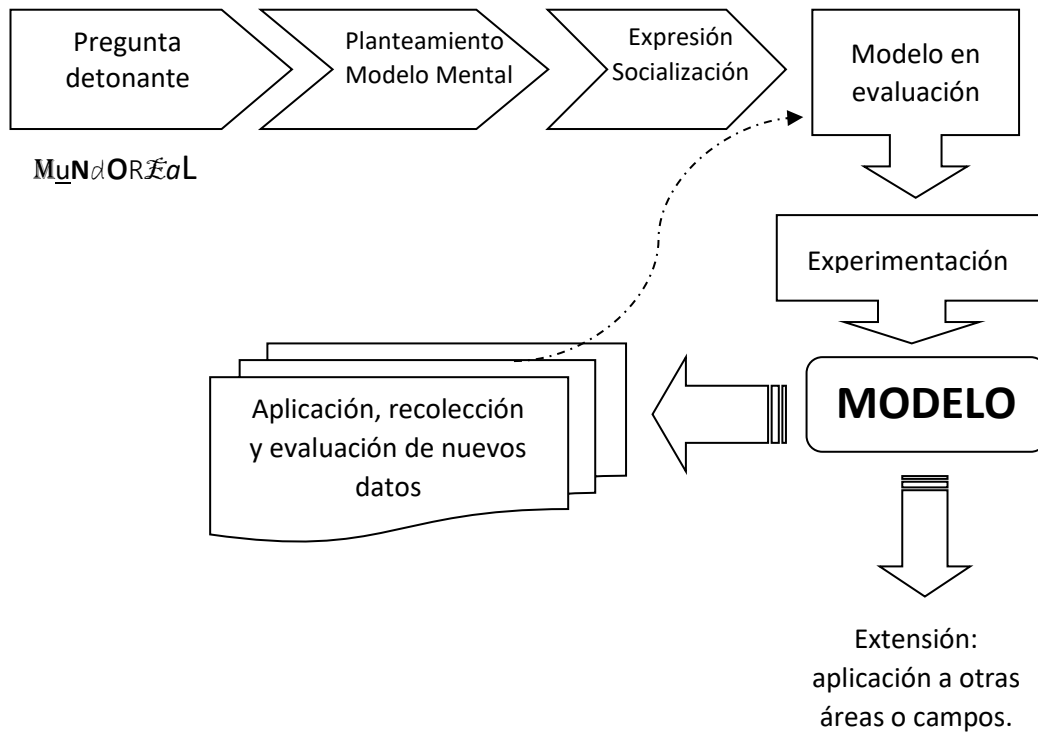 Pregunta
detonante
Planteamiento
Modelo Mental
Expresión
Socialización
Modelo en
evaluación
MuNdOREaL
Experimentación
MODELO
Aplicación, recolección
y evaluación de nuevos
datos
Extensión:
aplicación a otras
áreas o campos.